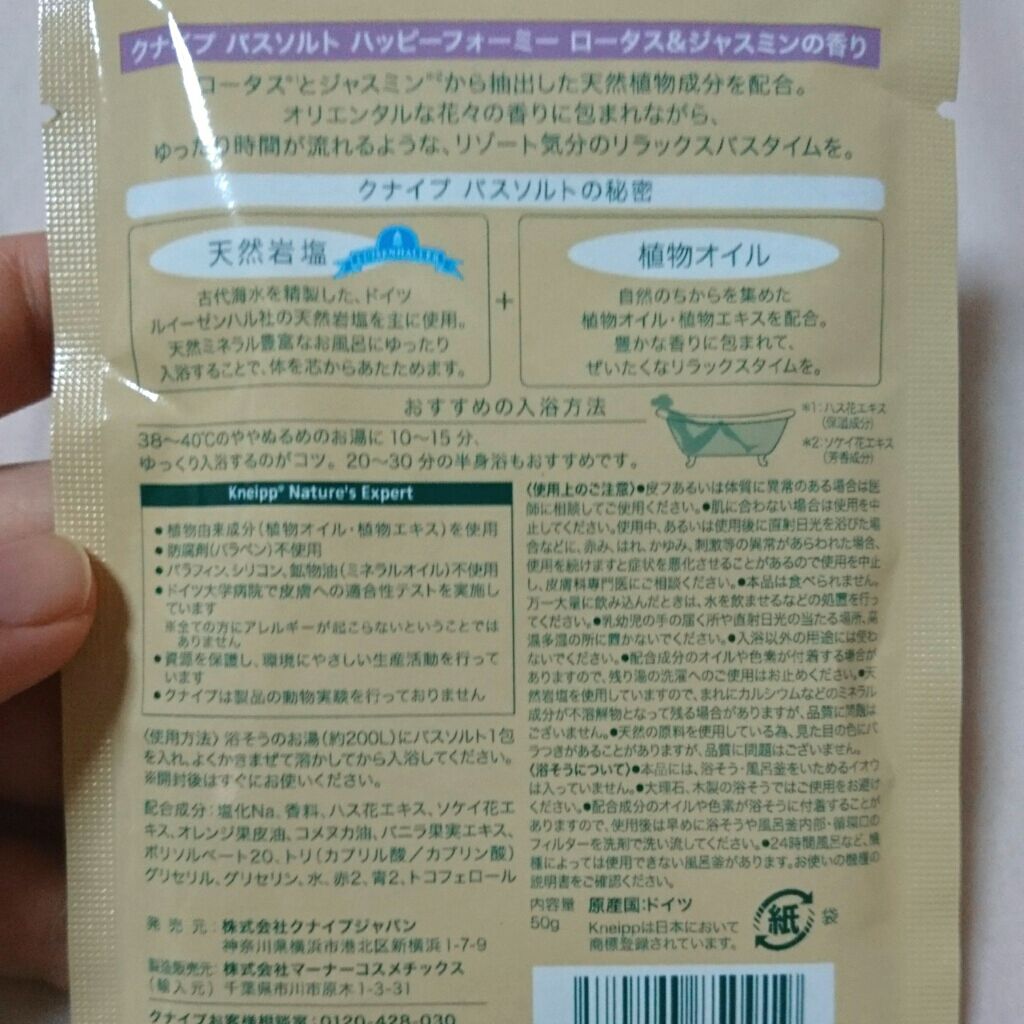 クナイプ バスソルト ハッピーフォーミー ロータス&ジャスミンの香り
ロータス*1とジャスミン*2から抽出した天然植物成分を配合。
オリエンタルな花々の香りに包まれながら、
ゆったり時間が流れるような、リゾート気分のリラックスバスタイムを。
クナイプ バスソルトの秘密
天然岩塩
古代海水を精製した、ドイツ
ルイーゼンハル社の天然岩塩を主に使用。
天然ミネラル豊富なお風呂にゆったり
入浴することで、体を芯からあたためます。
+
植物オイル
自然のちからを集めた
植物オイル・植物エキスを配合。
豊かな香りに包まれて、
ぜいたくなリラックスタイムを。
おすすめの入浴方法
38〜40℃のややぬるめのお湯に 10〜15 分、
ゆっくり入浴するのがコツ。20〜30 分の半身浴もおすすめです。
*1:ハス花エキス
(保湿成分)
*2:ソケイ花エキス
(芳香成分)
Kneipp® Nature's Expert
●植物由来成分(植物オイル・植物エキス)を使用
●防腐剤(パラベン)不使用
●パラフィン、シリコン、鉱物油(ミネラルオイル)不使用
●ドイツ大学病院で皮膚への適合性テストを実施し
ています
※全ての方にアレルギーが起こらないということでは
ありません
●資源を保護し、環境にやさしい生産活動を行って
います
●クナイプは製品の動物実験を行っておりません
〈使用方法〉浴そうのお湯(約200L)にバスソルト1包
を入れ、よくかきまぜて溶かしてから入浴してください。
※開封後はすぐにお使いください。
配合成分:塩化Na、香料、ハス花エキス、ソケイ花エ
キス、オレンジ果皮油、コメヌカ油、バニラ果実エキス、
ポリソルベート20、トリ(カプリル酸/カプリン酸)
グリセリル、グリセリン、水、赤2、青2、トコフェロール
発 売 元:株式会社クナイプジャパン
神奈川県横浜市港北区新横浜 1-7-9
製造販売元:株式会社マーナーコスメチックス
(輸入元) 千葉県市川市原木 1-3-31
クナイプお客様相談室:0120-428-030
〈使用上のご注意〉●皮フあるいは体質に異常のある場合は医
師に相談してご使用ください。●肌に合わない場合は使用を中
止してください。使用中、あるいは使用後に直射日光を浴びた場
合などに、赤み、はれ、かゆみ、刺激等の異常があらわれた場合、
使用を続けますと症状を悪化させることがあるので使用を中止
し、皮膚科専門医にご相談ください。●本品は食べられません。
万一大量に飲み込んだときは、水を飲ませるなどの処置を行っ
てください。●乳幼児の手の届く所や直射日光の当たる場所、高
温多湿の所に置かないでください。●入浴以外の用途には使わ
ないでください。●配合成分のオイルや色素が付着する場合が
ありますので、残り湯の洗濯へのご使用はお止めください。●天
然岩塩を使用していますので、まれにカルシウムなどのミネラル
成分が不溶解物となって残る場合がありますが、品質に問題は
ございません。●天然の原料を使用している為、見た目の色にバ
ラつきがあることがありますが、品質に問題はございません。
〈浴そうについて〉●本品には、浴そう・風呂釜をいためるイオウ
は入っていません。●大理石、木製の浴そうではご使用をお避け
ください。●配合成分のオイルや色素が浴そうに付着することが
ありますので、使用後は早めに浴そうや風呂釜内部・循環口の
フィルターを洗剤で洗い流してください。●24時間風呂など、機
種によっては使用できない風呂釜があります。お使いの機種の
説明書をご確認ください。
内容量
50g
原産国:ドイツ
Kneippは日本において
商標登録されています。
紙
袋